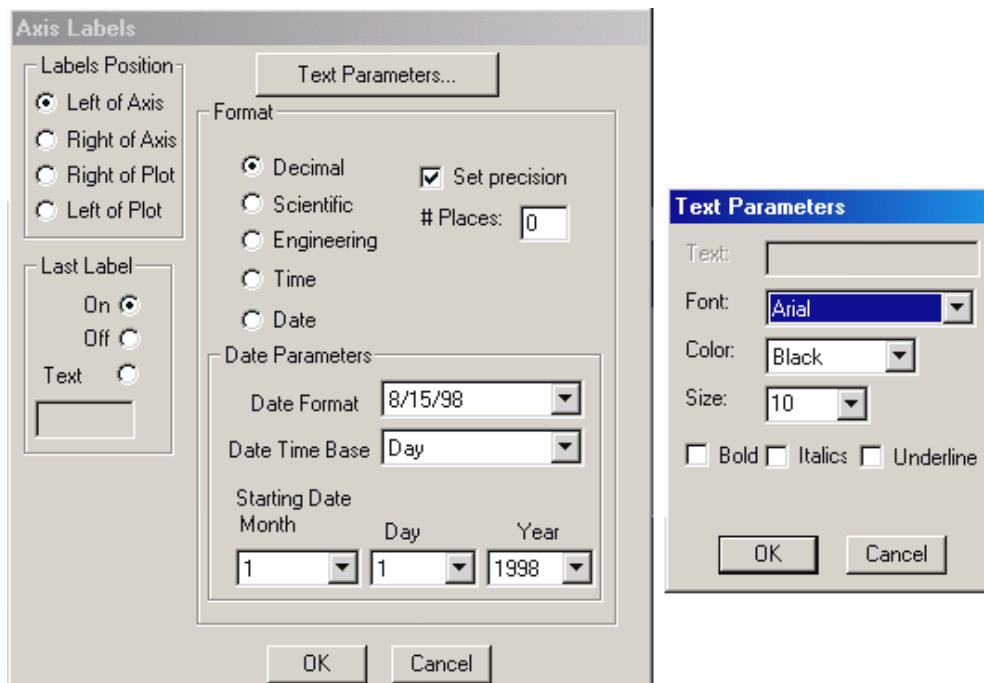 Axis Labels
Labels Position
Left of Axis
Right of Axis
Right of Plot
Left of Plot
Last Label
On
Off
Text
Text Parameters...
Format
Decimal
Scientific
Engineering
Time
Date
Set precision
# Places: 0
Date Parameters
Date Format 8/15/98
Date Time Base Day
Starting Date
Month Day Year
1 1 1998
OK Cancel
Text Parameters
Text:
Font: Arial
Color: Black
Size: 10
Bold Italics Underline
OK Cancel